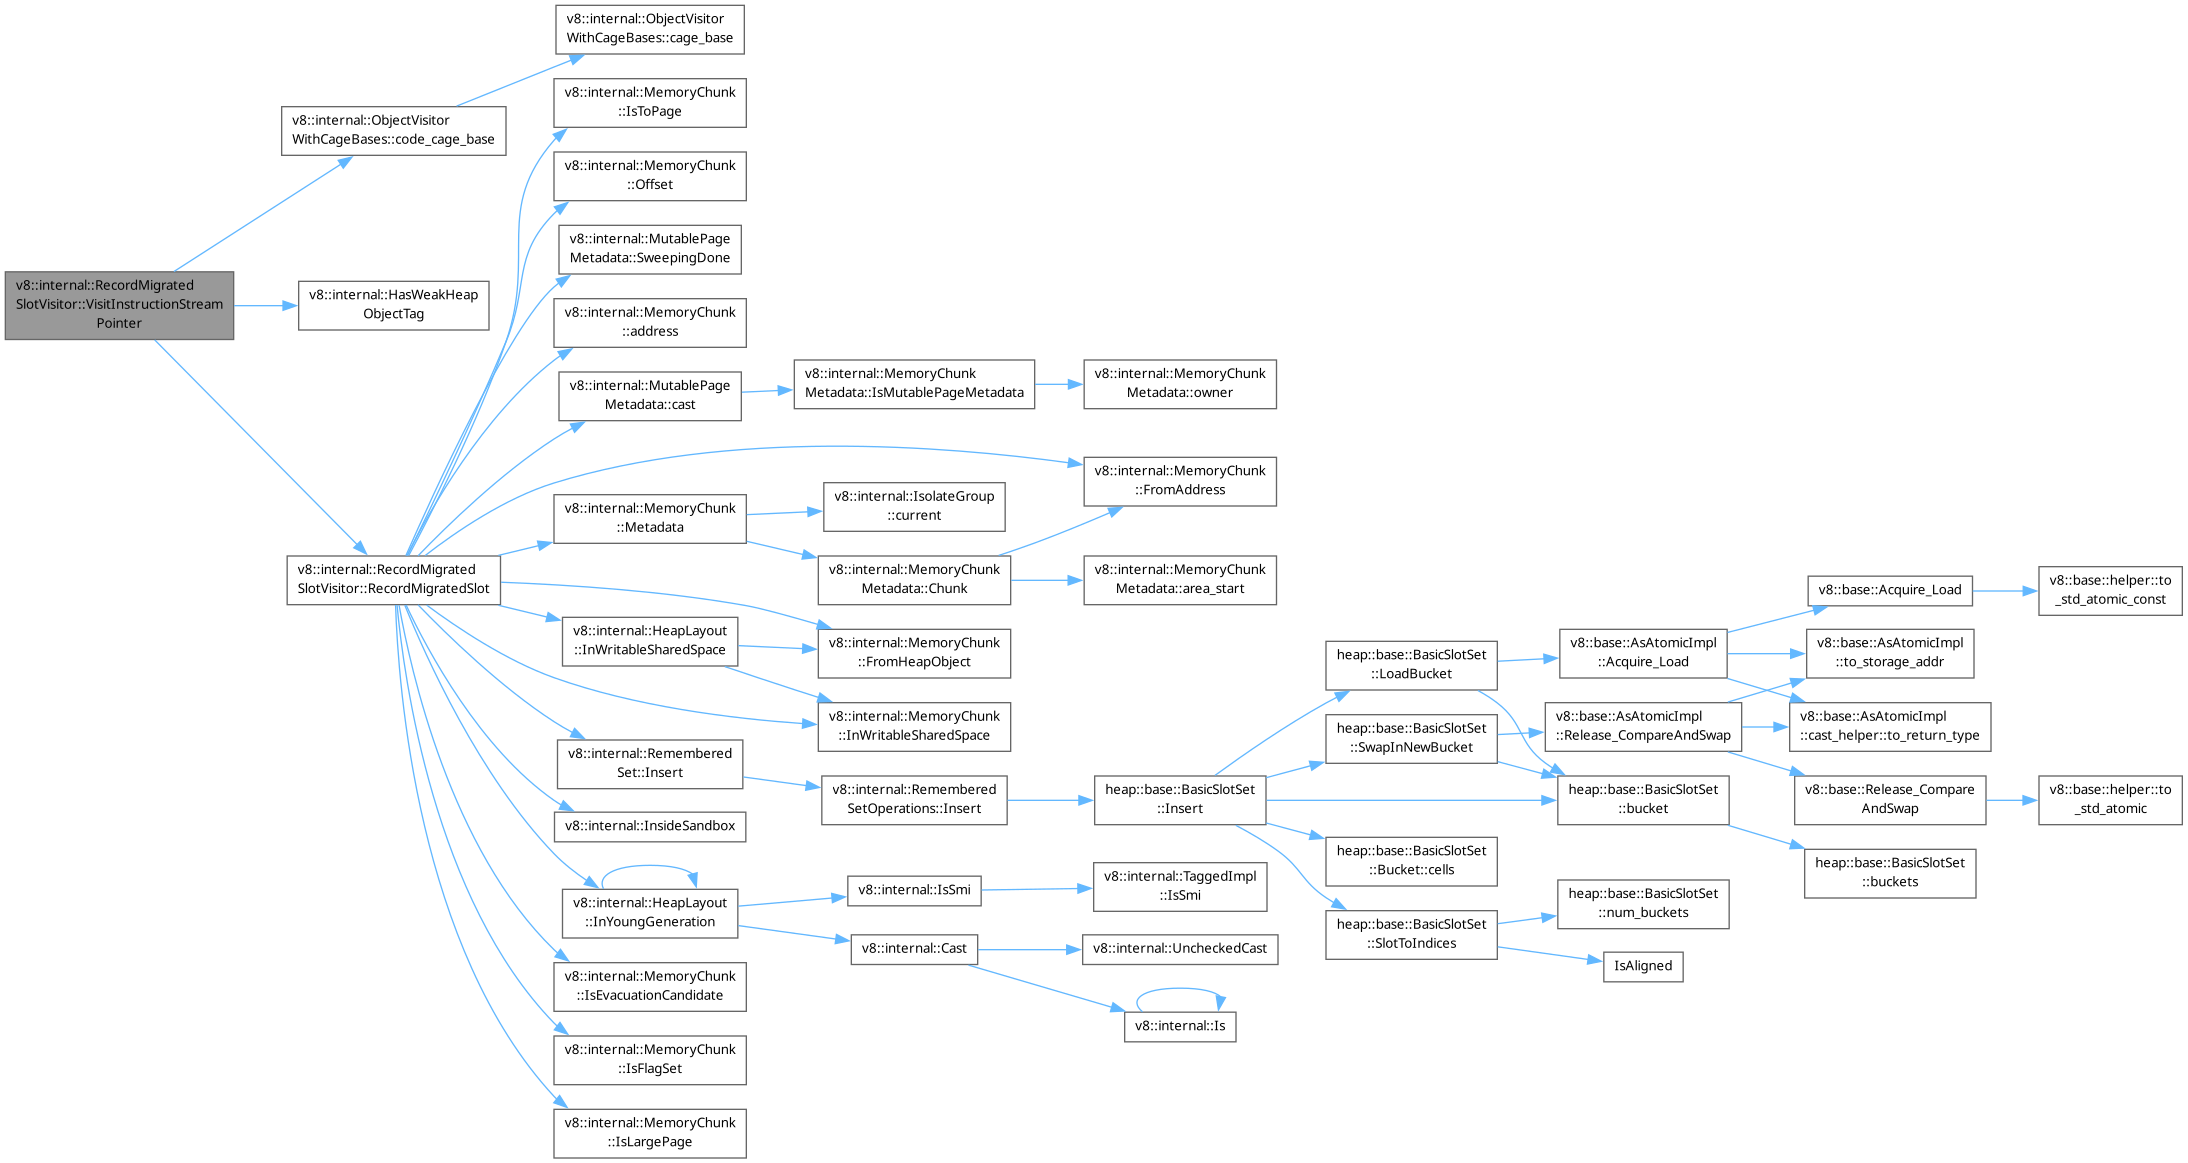 v8::internal::ObjectVisitor
WithCageBases::cage_base
v8::internal::MemoryChunk
::IsToPage
v8::internal::ObjectVisitor
WithCageBases::code_cage_base
v8::internal::MemoryChunk
::Offset
v8::internal::MutablePage
Metadata::SweepingDone
v8::internal::RecordMigrated
SlotVisitor::VisitInstructionStream
Pointer
v8::internal::HasWeakHeap
ObjectTag
v8::internal::MemoryChunk
::address
v8::internal::MutablePage
Metadata::cast
v8::internal::MemoryChunk
Metadata::IsMutablePageMetadata
v8::internal::MemoryChunk
Metadata::owner
v8::internal::MemoryChunk
::FromAddress
v8::internal::MemoryChunk
::Metadata
v8::internal::IsolateGroup
::current
v8::internal::RecordMigrated
SlotVisitor::RecordMigratedSlot
v8::internal::MemoryChunk
Metadata::Chunk
v8::internal::MemoryChunk
Metadata::area_start
v8::base::Acquire_Load
v8::base::helper::to
_std_atomic_const
v8::internal::HeapLayout
::InWritableSharedSpace
v8::internal::MemoryChunk
::FromHeapObject
heap::base::BasicSlotSet
::LoadBucket
v8::base::AsAtomicImpl
::Acquire_Load
v8::base::AsAtomicImpl
::to_storage_addr
v8::internal::MemoryChunk
::InWritableSharedSpace
heap::base::BasicSlotSet
::SwapInNewBucket
v8::base::AsAtomicImpl
::Release_CompareAndSwap
v8::base::AsAtomicImpl
::cast_helper::to_return_type
v8::internal::Remembered
Set::Insert
v8::internal::Remembered
SetOperations::Insert
heap::base::BasicSlotSet
::Insert
heap::base::BasicSlotSet
::bucket
v8::base::Release_Compare
AndSwap
v8::base::helper::to
_std_atomic
v8::internal::InsideSandbox
heap::base::BasicSlotSet
::Bucket::cells
heap::base::BasicSlotSet
::buckets
v8::internal::HeapLayout
::InYoungGeneration
v8::internal::IsSmi
v8::internal::TaggedImpl
::IsSmi
heap::base::BasicSlotSet
::num_buckets
v8::internal::Cast
v8::internal::UncheckedCast
heap::base::BasicSlotSet
::SlotToIndices
IsAligned
v8::internal::MemoryChunk
::IsEvacuationCandidate
v8::internal::Is
v8::internal::MemoryChunk
::IsFlagSet
v8::internal::MemoryChunk
::IsLargePage